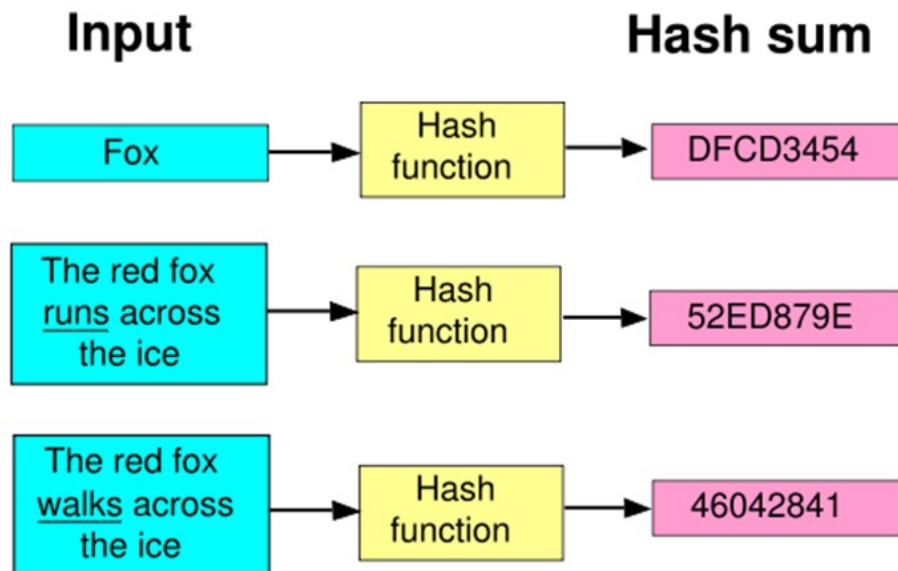 Input
Hash sum
Fox
Hash
function
DFCD3454
The red fox
runs across
the ice
Hash
function
52ED879E
The red fox
walks across
the ice
Hash
function
46042841